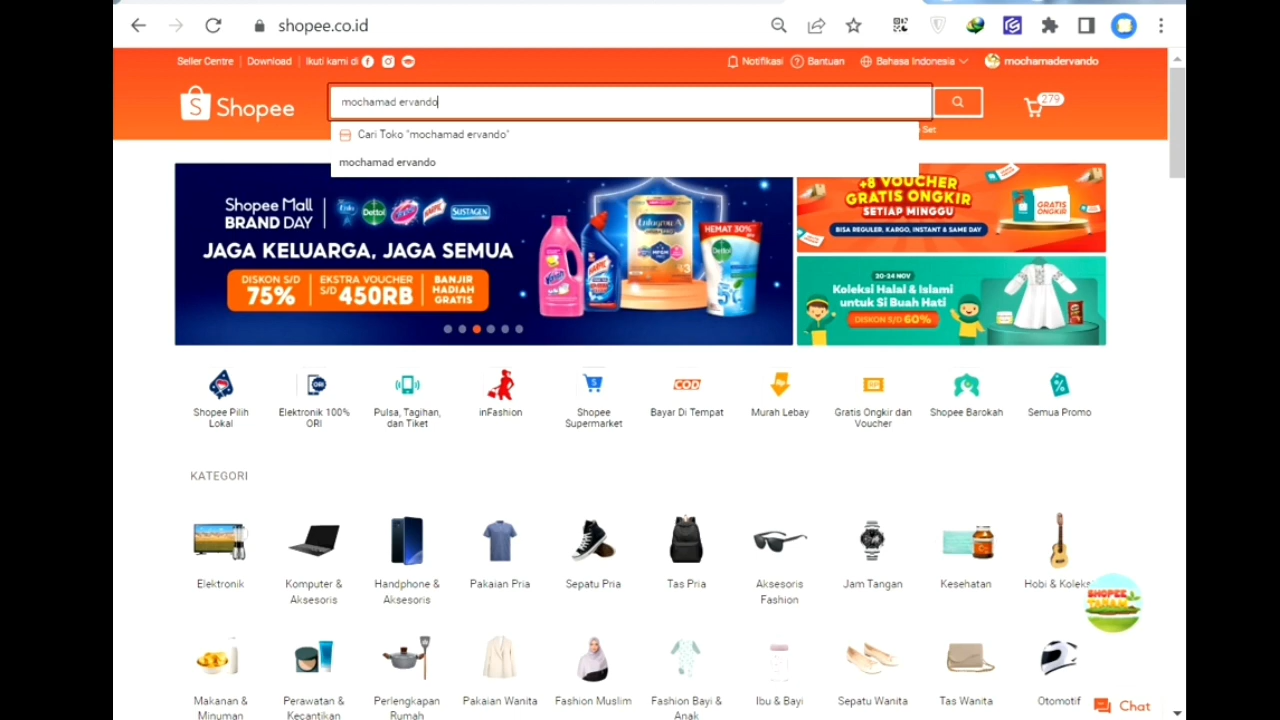 shopee.co.id
Seller Centre | Download | Ikuti kami di
Notifikasi Bantuan Bahasa Indonesia mochamadervando
Shopee
mochamad ervando
279
Cari Toko "mochamad ervando"
Set
mochamad ervando
Shopee Mall
BRAND DAY
Dettol
SUSTAGEN
JAGA KELUARGA, JAGA SEMUA
DISKON S/D
75%
EKSTRA VOUCHER
S/D 450RB
BANJIR
HADIAH
GRATIS
HEMAT 30%
Dettol
+8 VOUCHER
GRATIS ONGKIR
SETIAP MINGGU
BISA REGULER, KARGO, INSTANT & SAME DAY
GRATIS
ONGKIR
20-24 NOV
Koleksi Halal & Islami
untuk Si Buah Hati
DISKON S/D 60%
Shopee Pilih
Lokal
Elektronik 100%
ORI
Pulsa, Tagihan,
dan Tiket
inFashion
Shopee
Supermarket
COD
Bayar Di Tempat
Murah Lebay
Gratis Ongkir dan
Voucher
Shopee Barokah
Semua Promo
KATEGORI
Elektronik
Komputer &
Aksesoris
Handphone &
Aksesoris
Pakaian Pria
Sepatu Pria
Tas Pria
Aksesoris
Fashion
Jam Tangan
Kesehatan
Hobi & Koleksi
SHOPEE
TANAM
Makanan &
Minuman
Perawatan &
Kecantikan
Perlengkapan
Rumah
Pakaian Wanita
Fashion Muslim
Fashion Bayi &
Anak
Ibu & Bayi
Sepatu Wanita
Tas Wanita
Otomotif
Chat